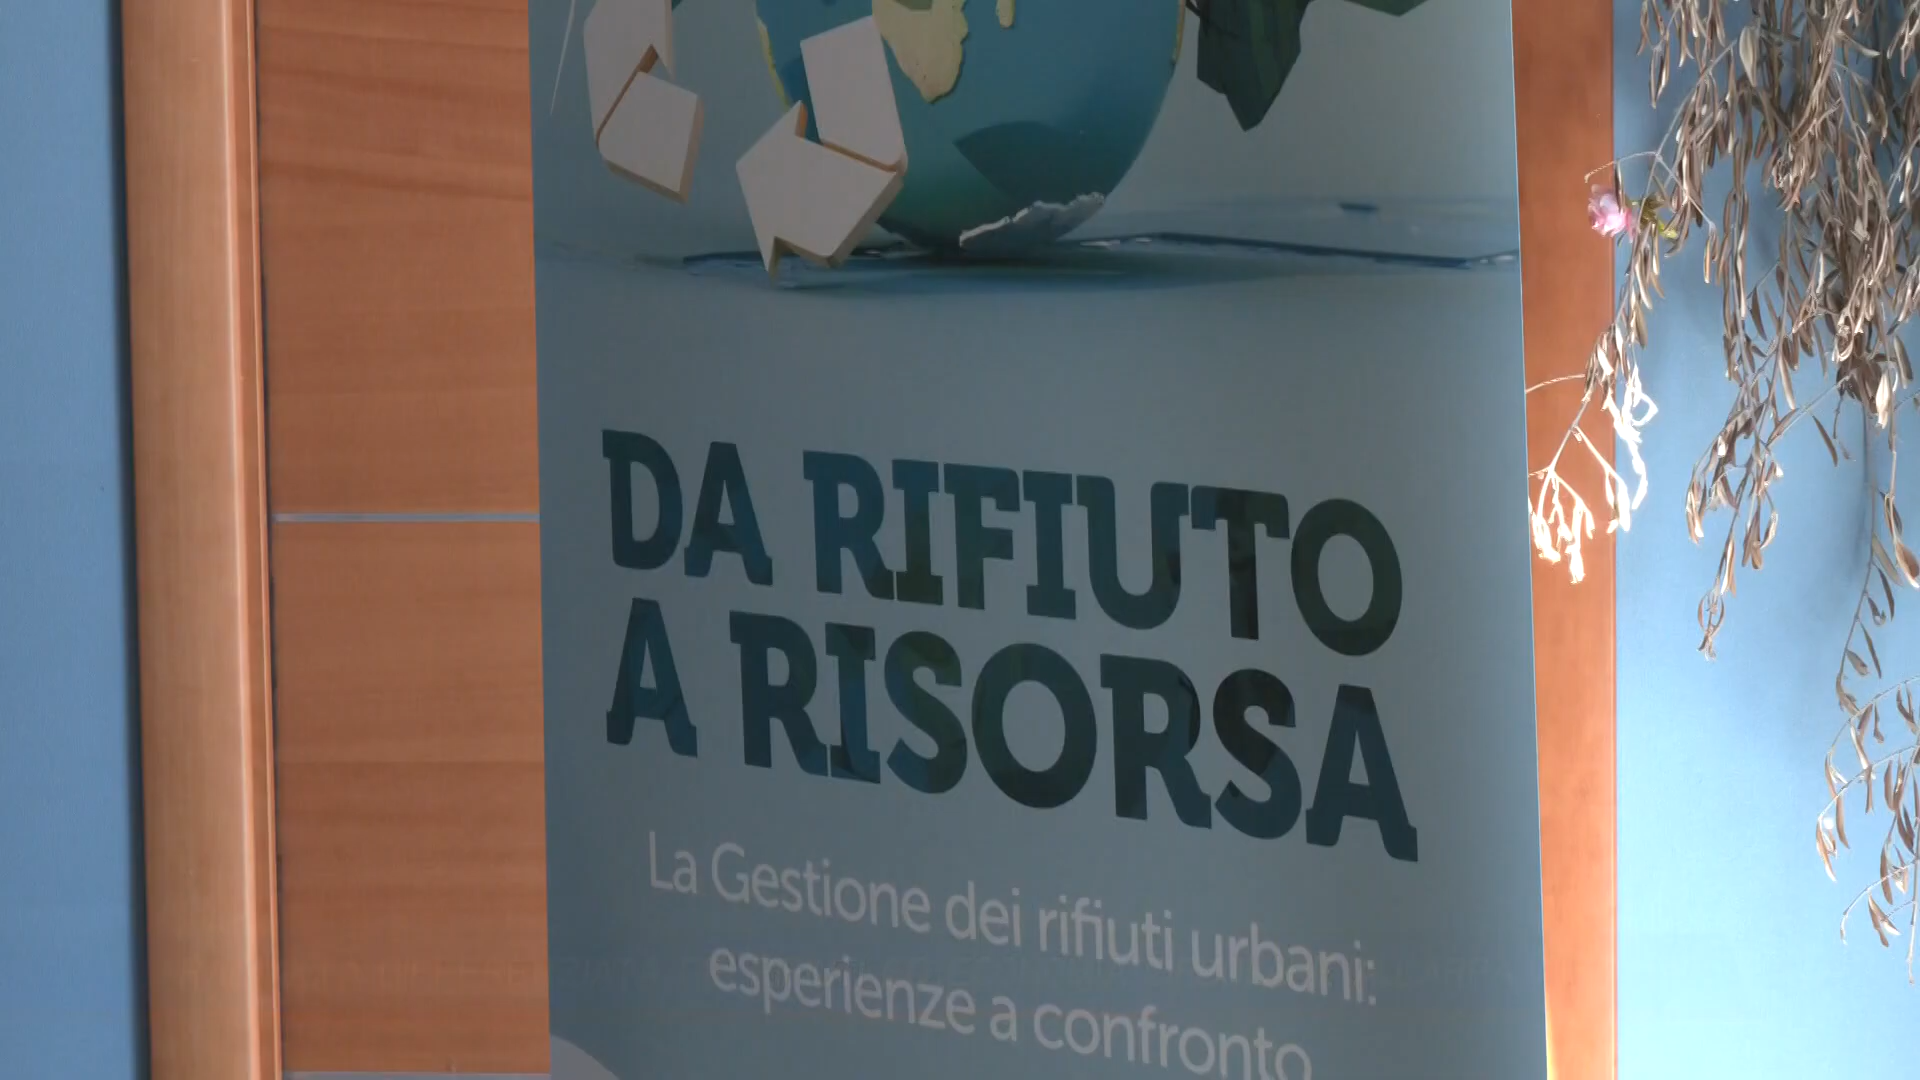 DA RIFIUTO
A RISORSA
La Gestione dei rifiuti urbani:
esperienze a confronto